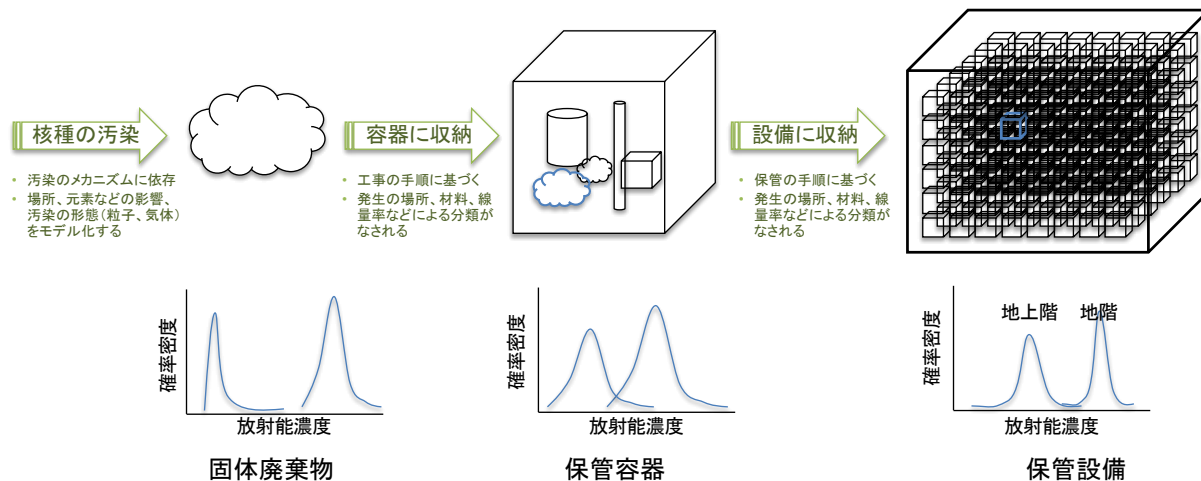 核種の汚染
• 汚染のメカニズムに依存
• 場所、元素などの影響、
汚染の形態(粒子、気体)
をモデル化する
容器に収納
• 工事の手順に基づく
• 発生の場所、材料、線
量率などによる分類が
なされる
設備に収納
• 保管の手順に基づく
• 発生の場所、材料、線
量率などによる分類が
なされる
確率密度
放射能濃度
固体廃棄物
確率密度
放射能濃度
保管容器
確率密度
地上階
地階
放射能濃度
保管設備